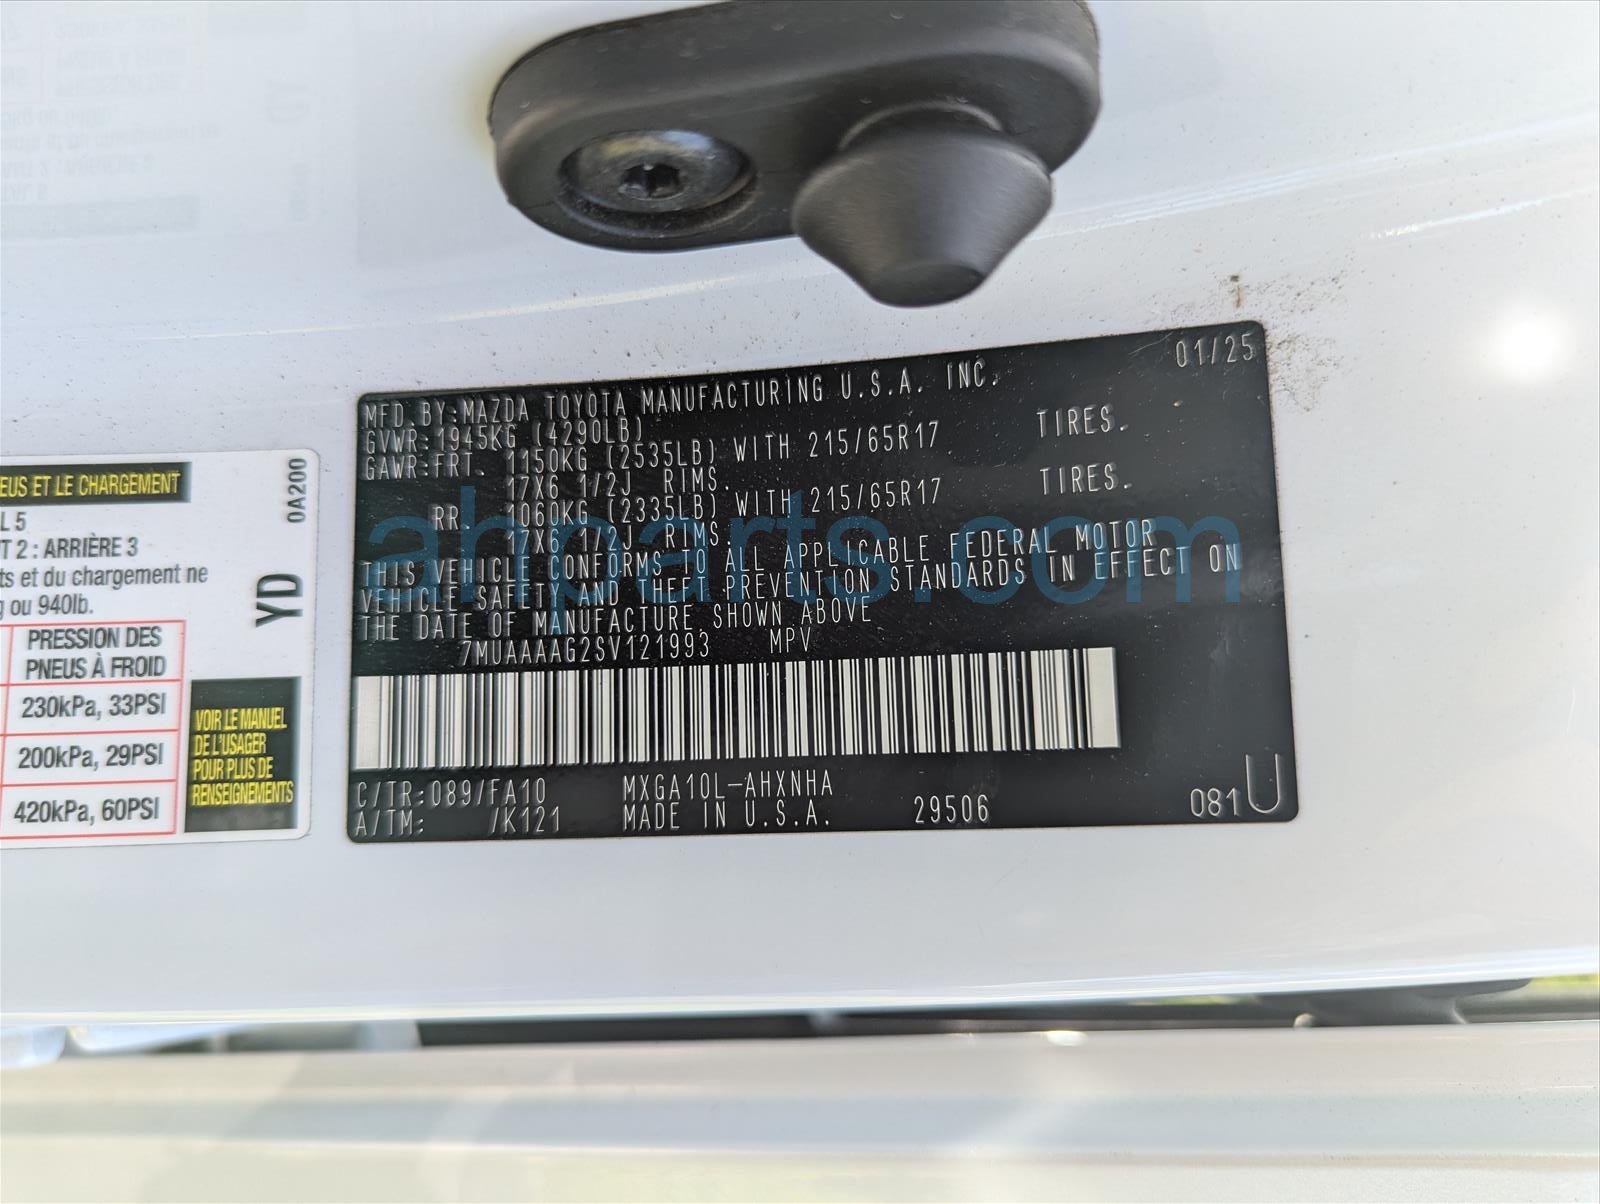 EUS ET LE CHARGEMENT
L 5
T 2 : ARRIÈRE 3
ts et du chargement ne
g ou 940lb.
PRESSION DES
PNEUS À FROID
230kPa, 33PSI
200kPa, 29PSI
420kPa, 60PSI
0A200
YD
VOIR LE MANUEL
DE L'USAGER
POUR PLUS DE
RENSEIGNEMENTS
01/25
MFD.BY:MAZDA TOYOTA MANUFACTURING U.S.A. INC.
GVWR:1945KG (4290LB)
GAWR:FRT. 1150KG (2535LB) WITH 215/65R17 TIRES.
17X6 1/2J RIMS.
RR. 1060KG (2335LB) WITH 215/65R17 TIRES.
17X6 1/2J RIMS.
THIS VEHICLE CONFORMS TO ALL APPLICABLE FEDERAL MOTOR
VEHICLE SAFETY AND THEFT PREVENTION STANDARDS IN EFFECT ON
THE DATE OF MANUFACTURE SHOWN ABOVE
7MUAAAAG2SV121993 MPV
C/TR:089/FA10 MXGA10L-AHXNHA
A/TM: /K121 MADE IN U.S.A. 29506
081U
ahparts.com